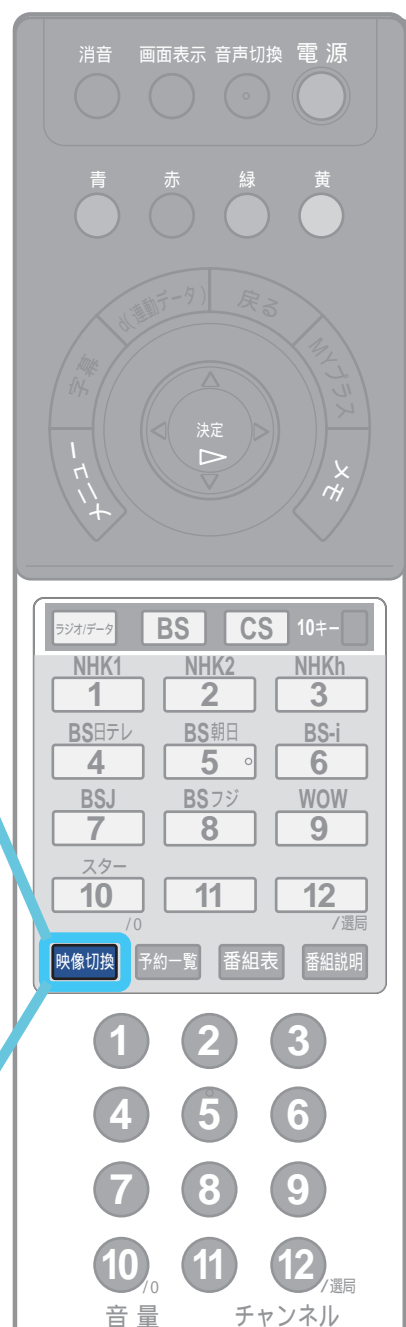 消音 画面表示 音声切換 電源
青 赤 緑 黄
字幕 d(連動データ) 戻る MYプラス
メニュー 決定 メモ
ラジオ/データ BS CS 10キー
NHK1 NHK2 NHKh
1 2 3
BS日テレ BS朝日 BS-i
4 5 6
BSJ BSフジ WOW
7 8 9
スター
10 11 12
/0 /選局
映像切換 予約一覧 番組表 番組説明
1 2 3
4 5 6
7 8 9
10/0 11 12/選局
音量 チャンネル